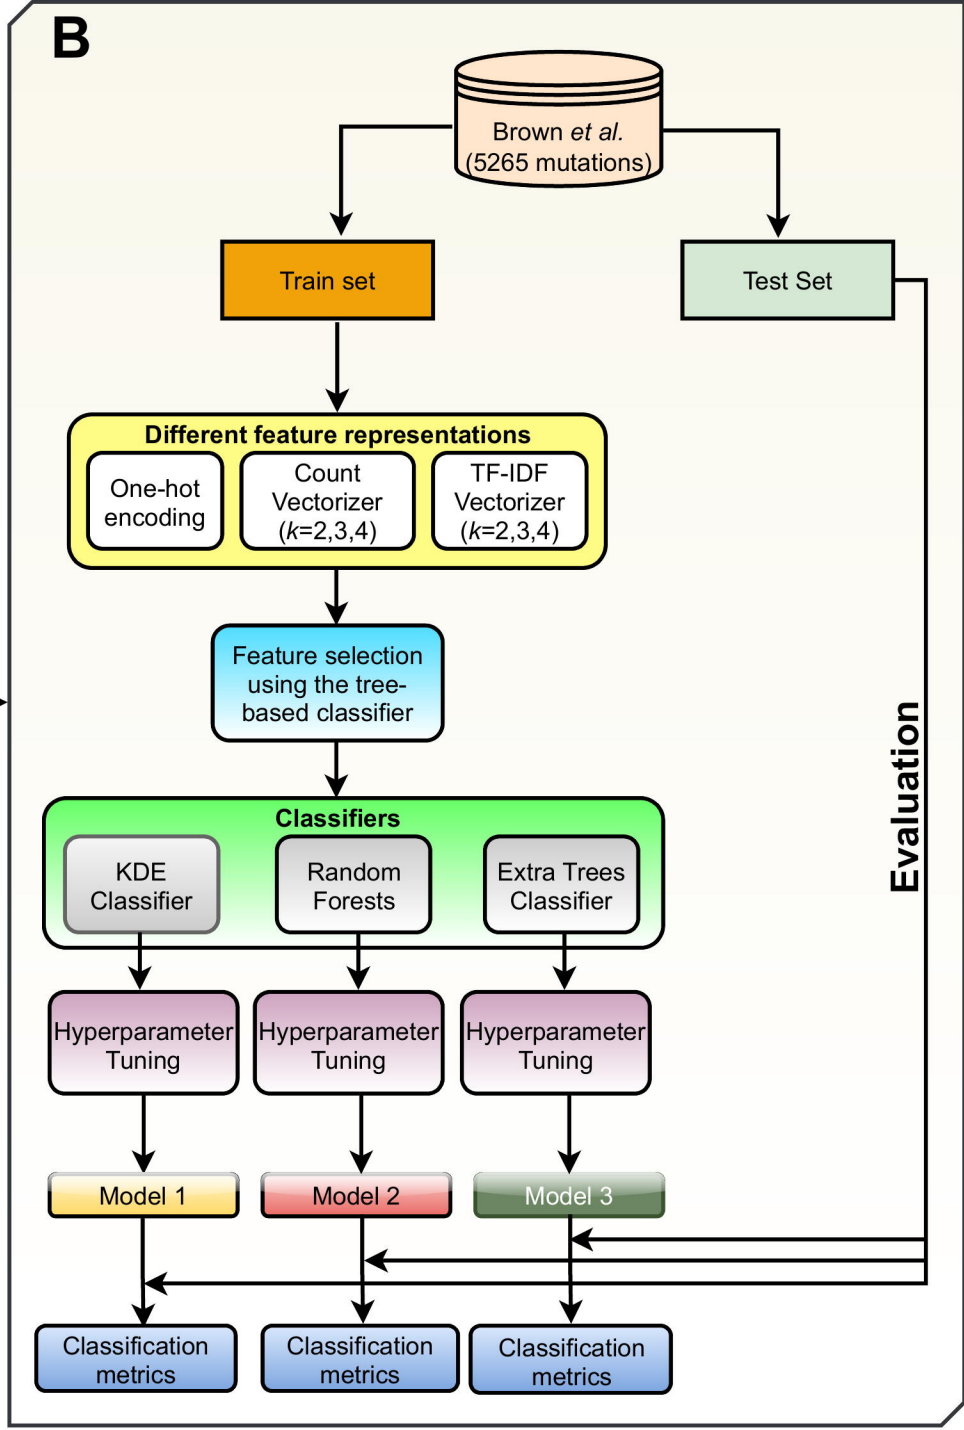 B
Brown et al.
(5265 mutations)
Train set
Test Set
Different feature representations
One-hot
encoding
Count
Vectorizer
(k=2,3,4)
TF-IDF
Vectorizer
(k=2,3,4)
Feature selection
using the tree-
based classifier
Evaluation
Classifiers
KDE
Classifier
Random
Forests
Extra Trees
Classifier
Hyperparameter
Tuning
Hyperparameter
Tuning
Hyperparameter
Tuning
Model 1
Model 2
Model 3
Classification
metrics
Classification
metrics
Classification
metrics